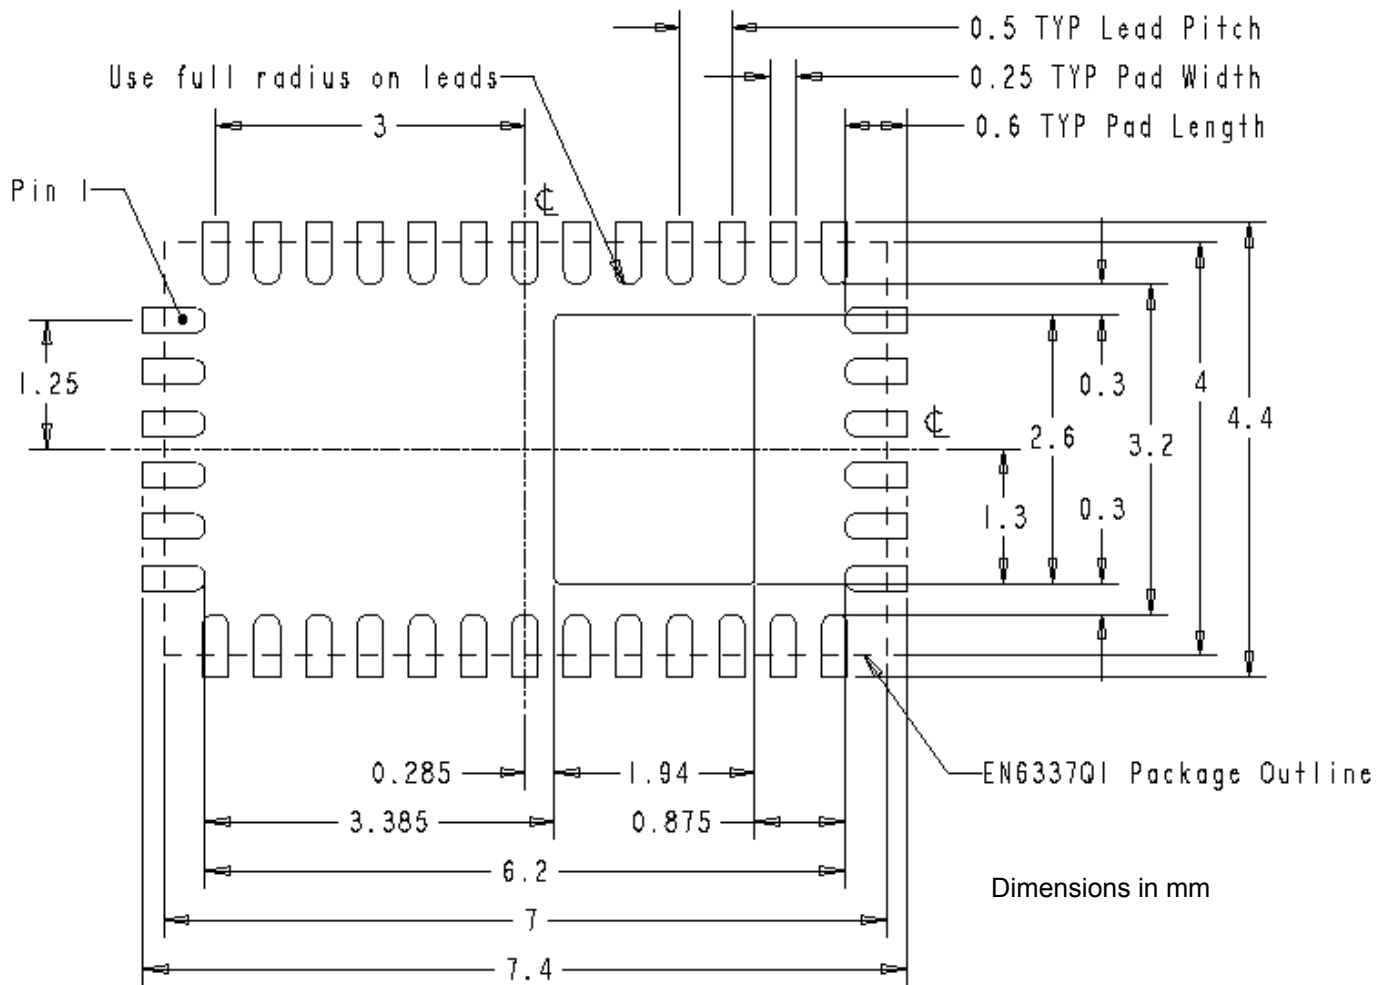 0.5 TYP Lead Pitch
Use full radius on leads
0.25 TYP Pad Width
3
0.6 TYP Pad Length
Pin 1
℄
1.25
0.3
4
℄
4.4
2.6
3.2
1.3
0.3
0.285
1.94
EN6337QI Package Outline
3.385
0.875
6.2
Dimensions in mm
7
7.4